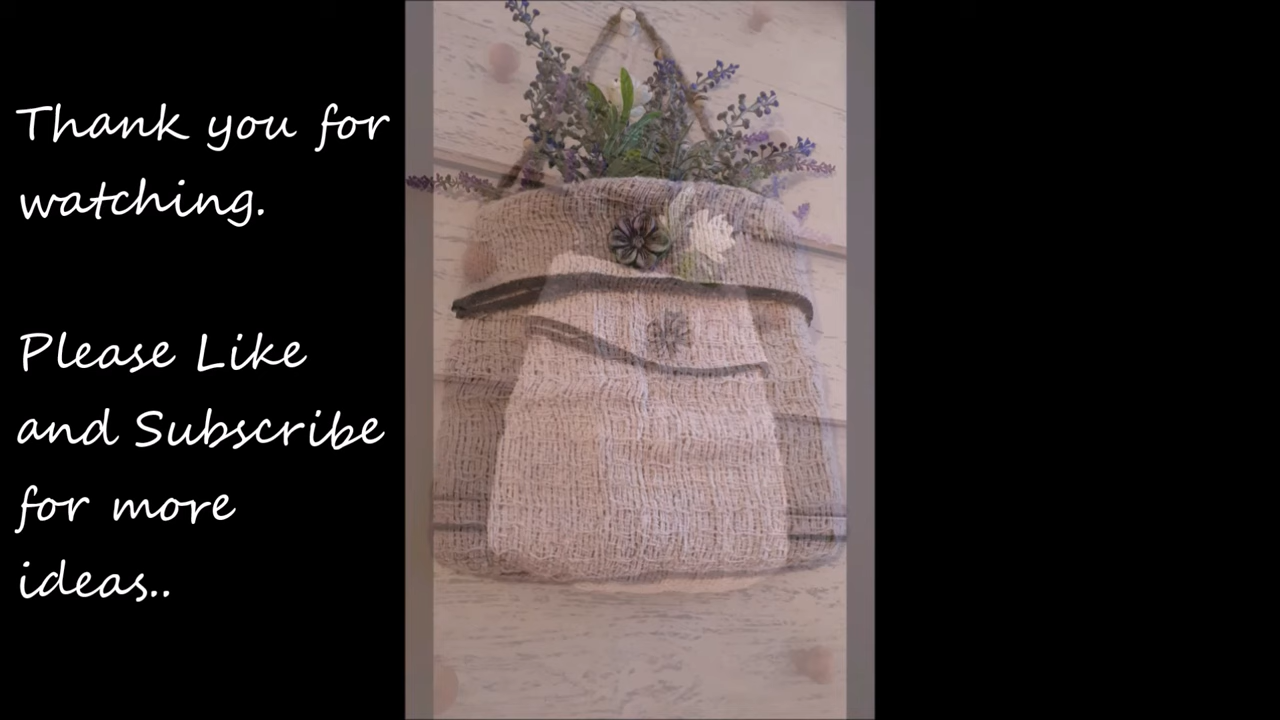 Thank you for
watching.
Please Like
and Subscribe
for more
ideas..